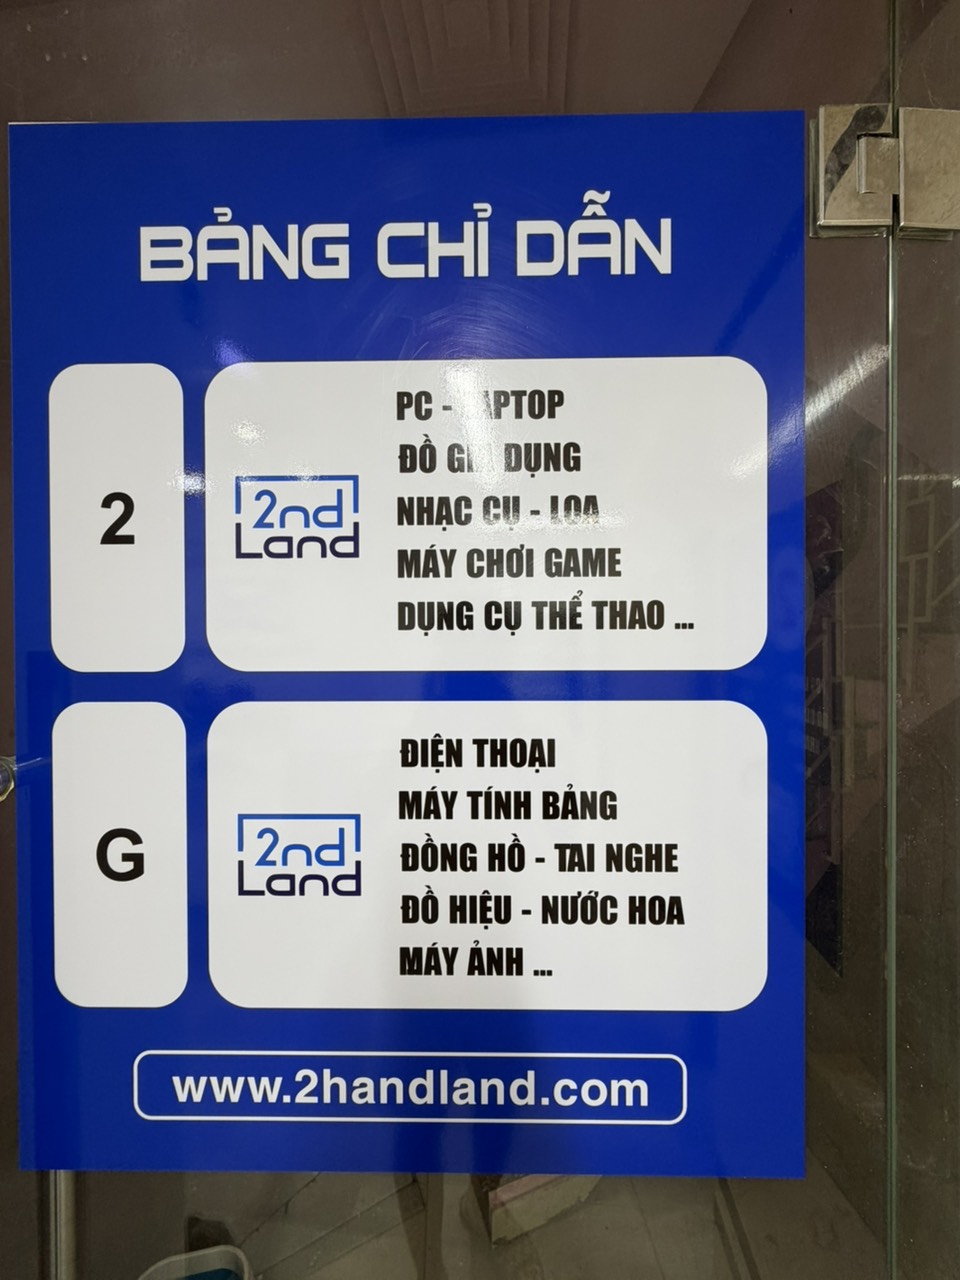 BẢNG CHỈ DẪN
2
2nd
Land
PC - LAPTOP
ĐỒ GIA DỤNG
NHẠC CỤ - LOA
MÁY CHƠI GAME
DỤNG CỤ THỂ THAO ...
G
2nd
Land
ĐIỆN THOẠI
MÁY TÍNH BẢNG
ĐỒNG HỒ - TAI NGHE
ĐỒ HIỆU - NƯỚC HOA
MÁY ẢNH ...
www.2handland.com